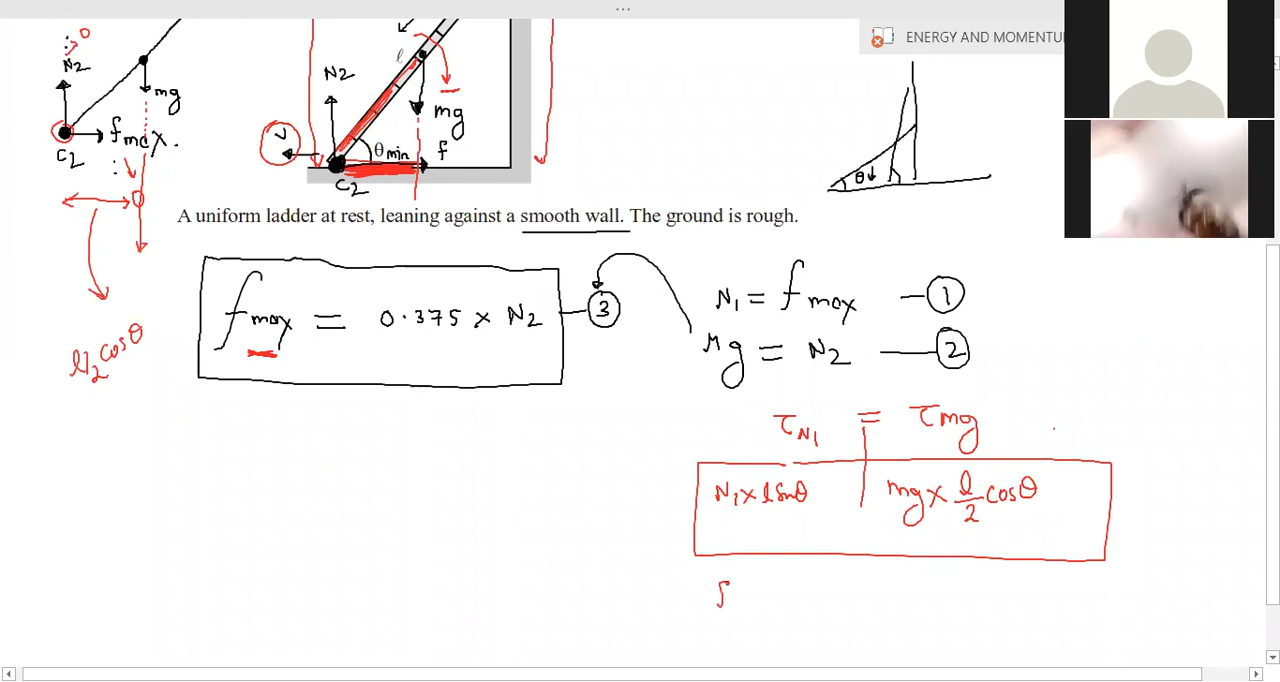 ENERGY AND MOMENTU
N2
mg
fmax.
C2
l/2 cosθ
ℓ
N2
mg
v
θmin
f
C2
θ↓
A uniform ladder at rest, leaning against a smooth wall. The ground is rough.
fmax = 0.375 × N2 — ③
N1 = fmax — ①
Mg = N2 — ②
τN1 = τmg
N1 × l sinθ | mg × l/2 cosθ